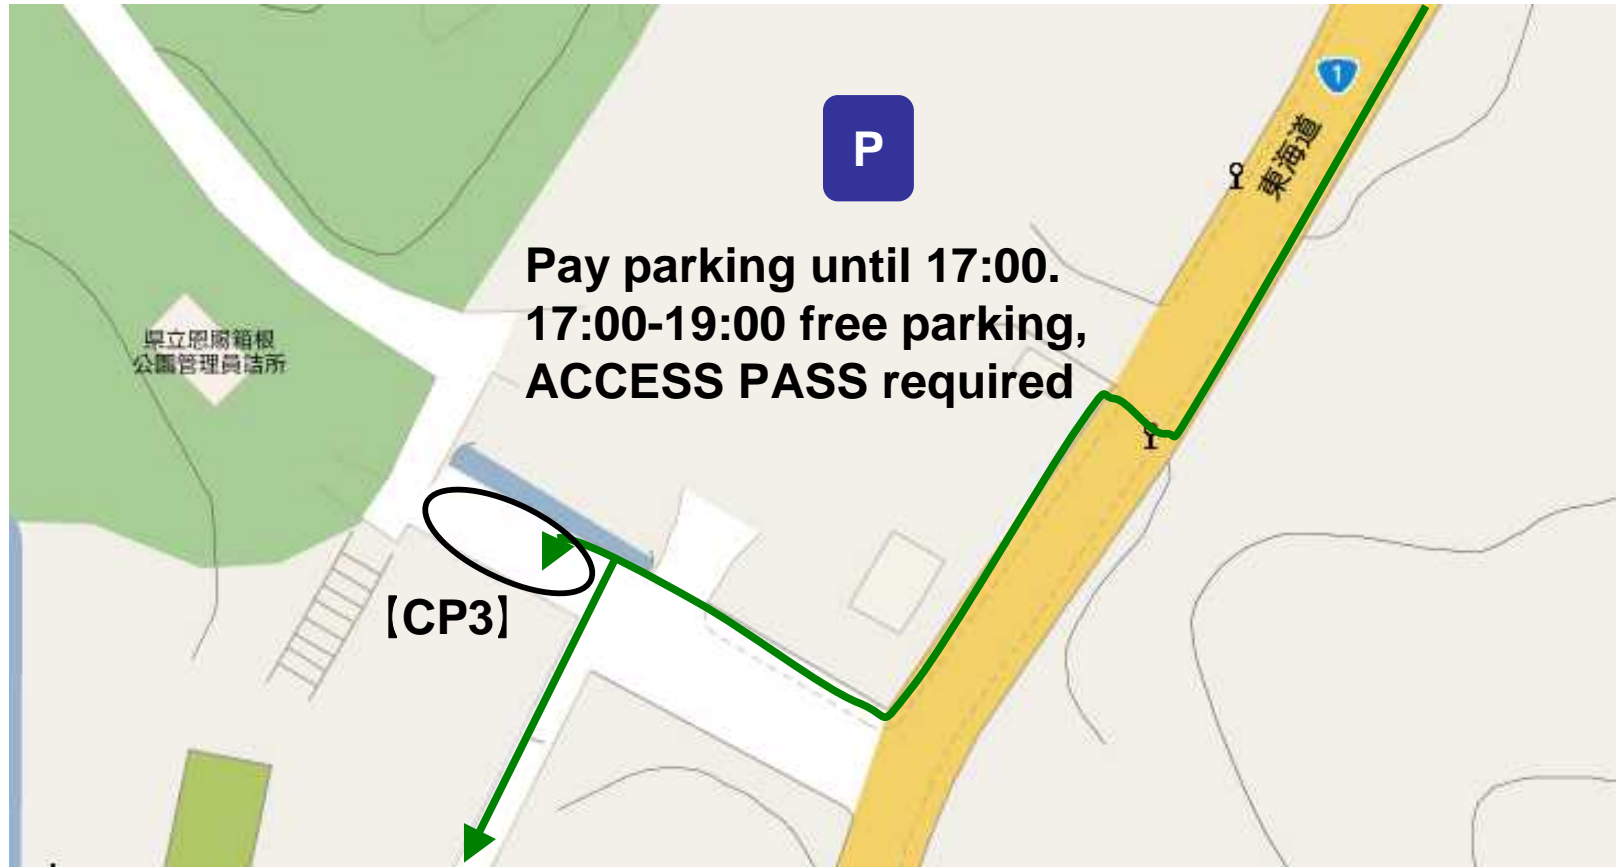 1
東海道
P
Pay parking until 17:00.
17:00-19:00 free parking,
ACCESS PASS required
県立恩賜箱根
公園管理員詰所
【CP3】